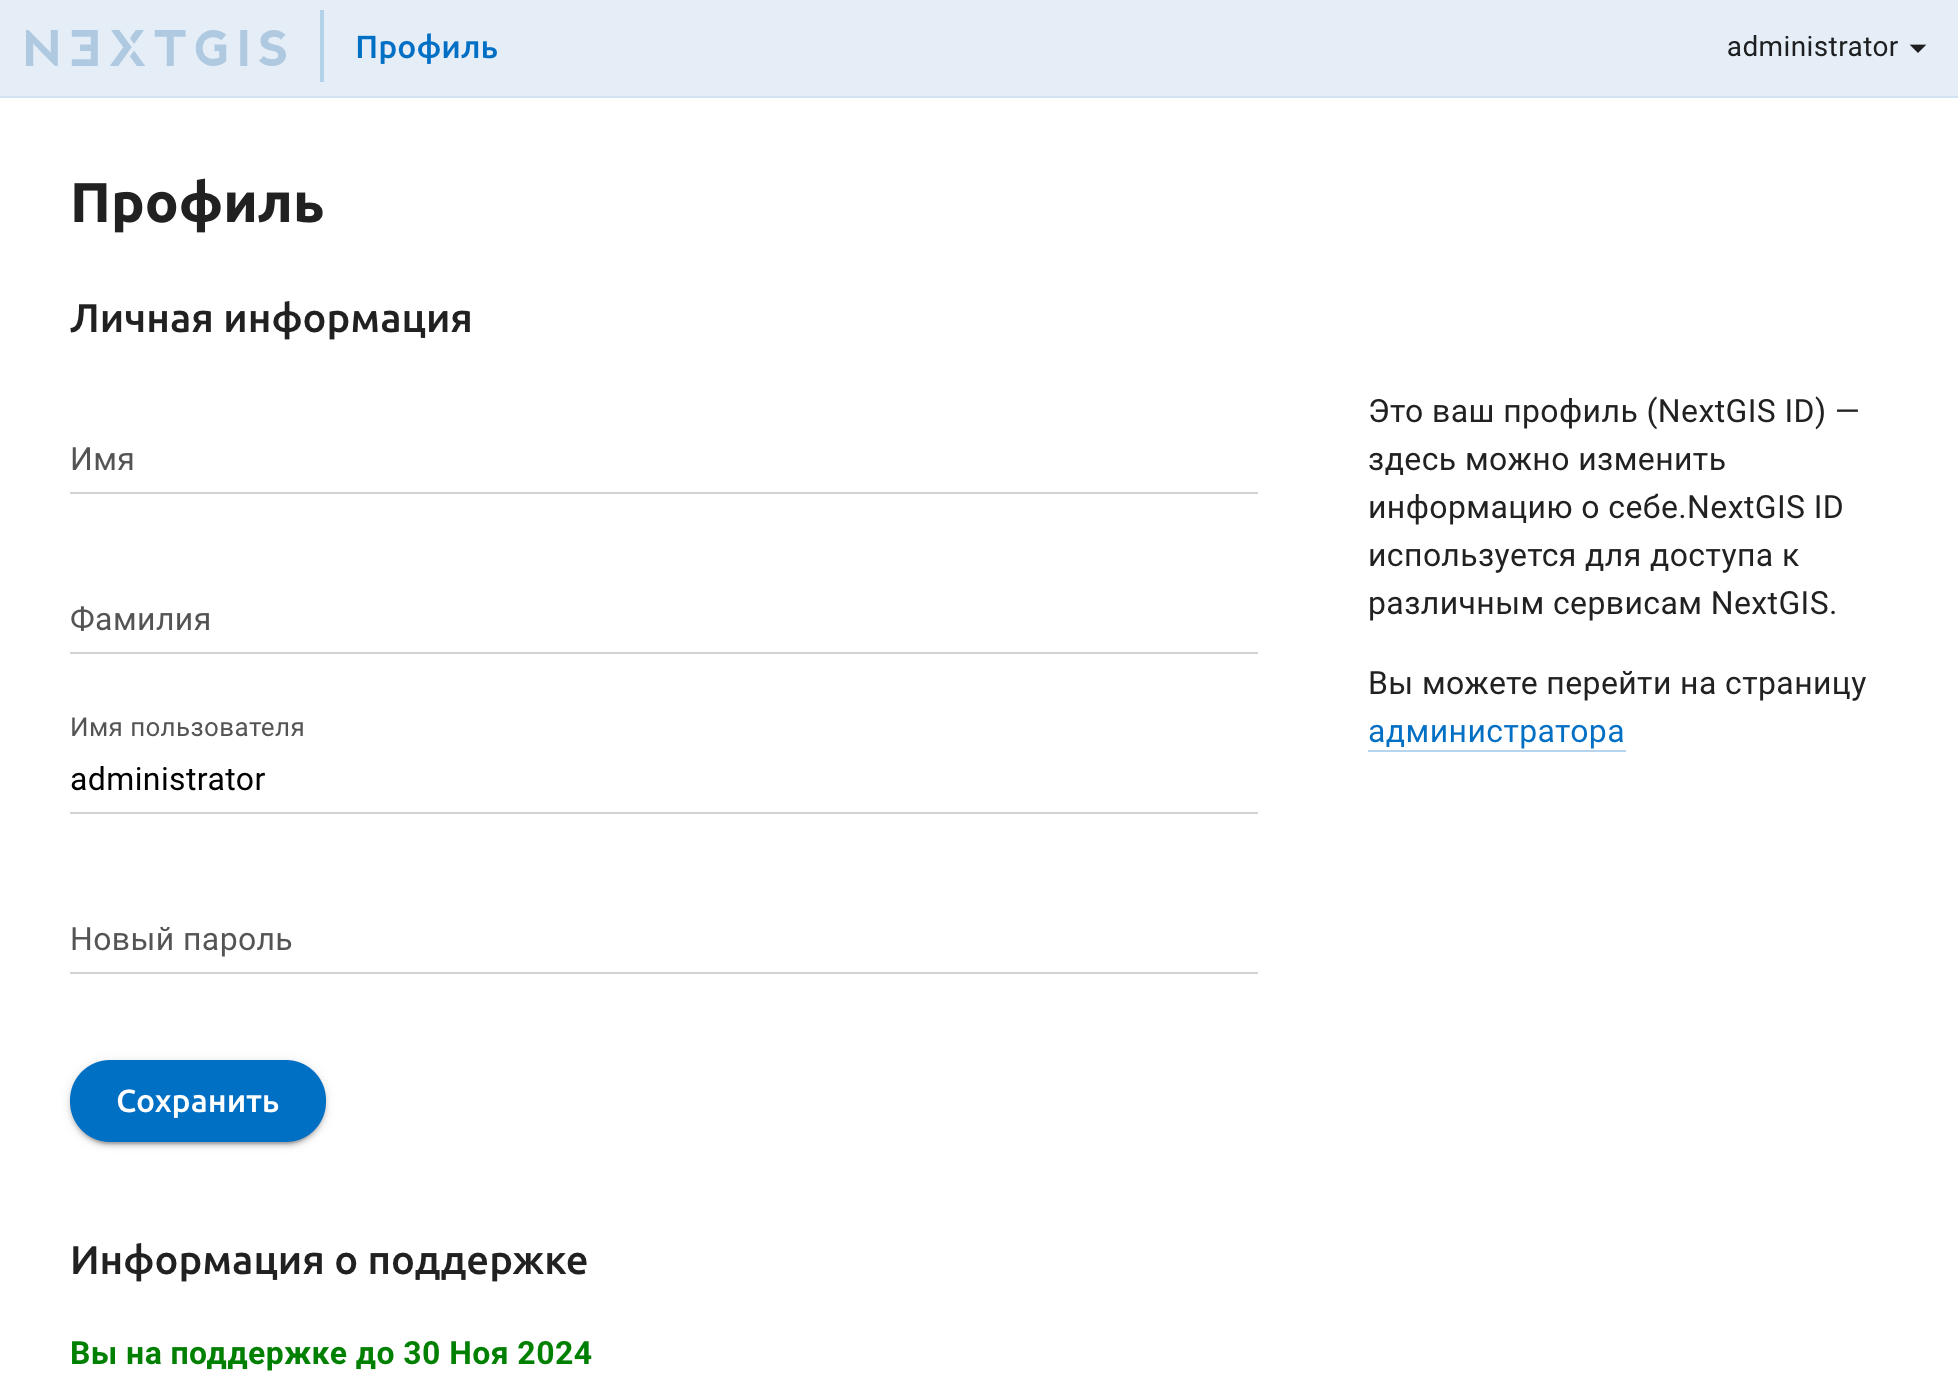 NEXTGIS
Профиль
administrator
Профиль
Личная информация
Имя
Фамилия
Имя пользователя
administrator
Новый пароль
Сохранить
Это ваш профиль (NextGIS ID) —
здесь можно изменить
информацию о себе.NextGIS ID
используется для доступа к
различным сервисам NextGIS.
Вы можете перейти на страницу
администратора
Информация о поддержке
Вы на поддержке до 30 Ноя 2024